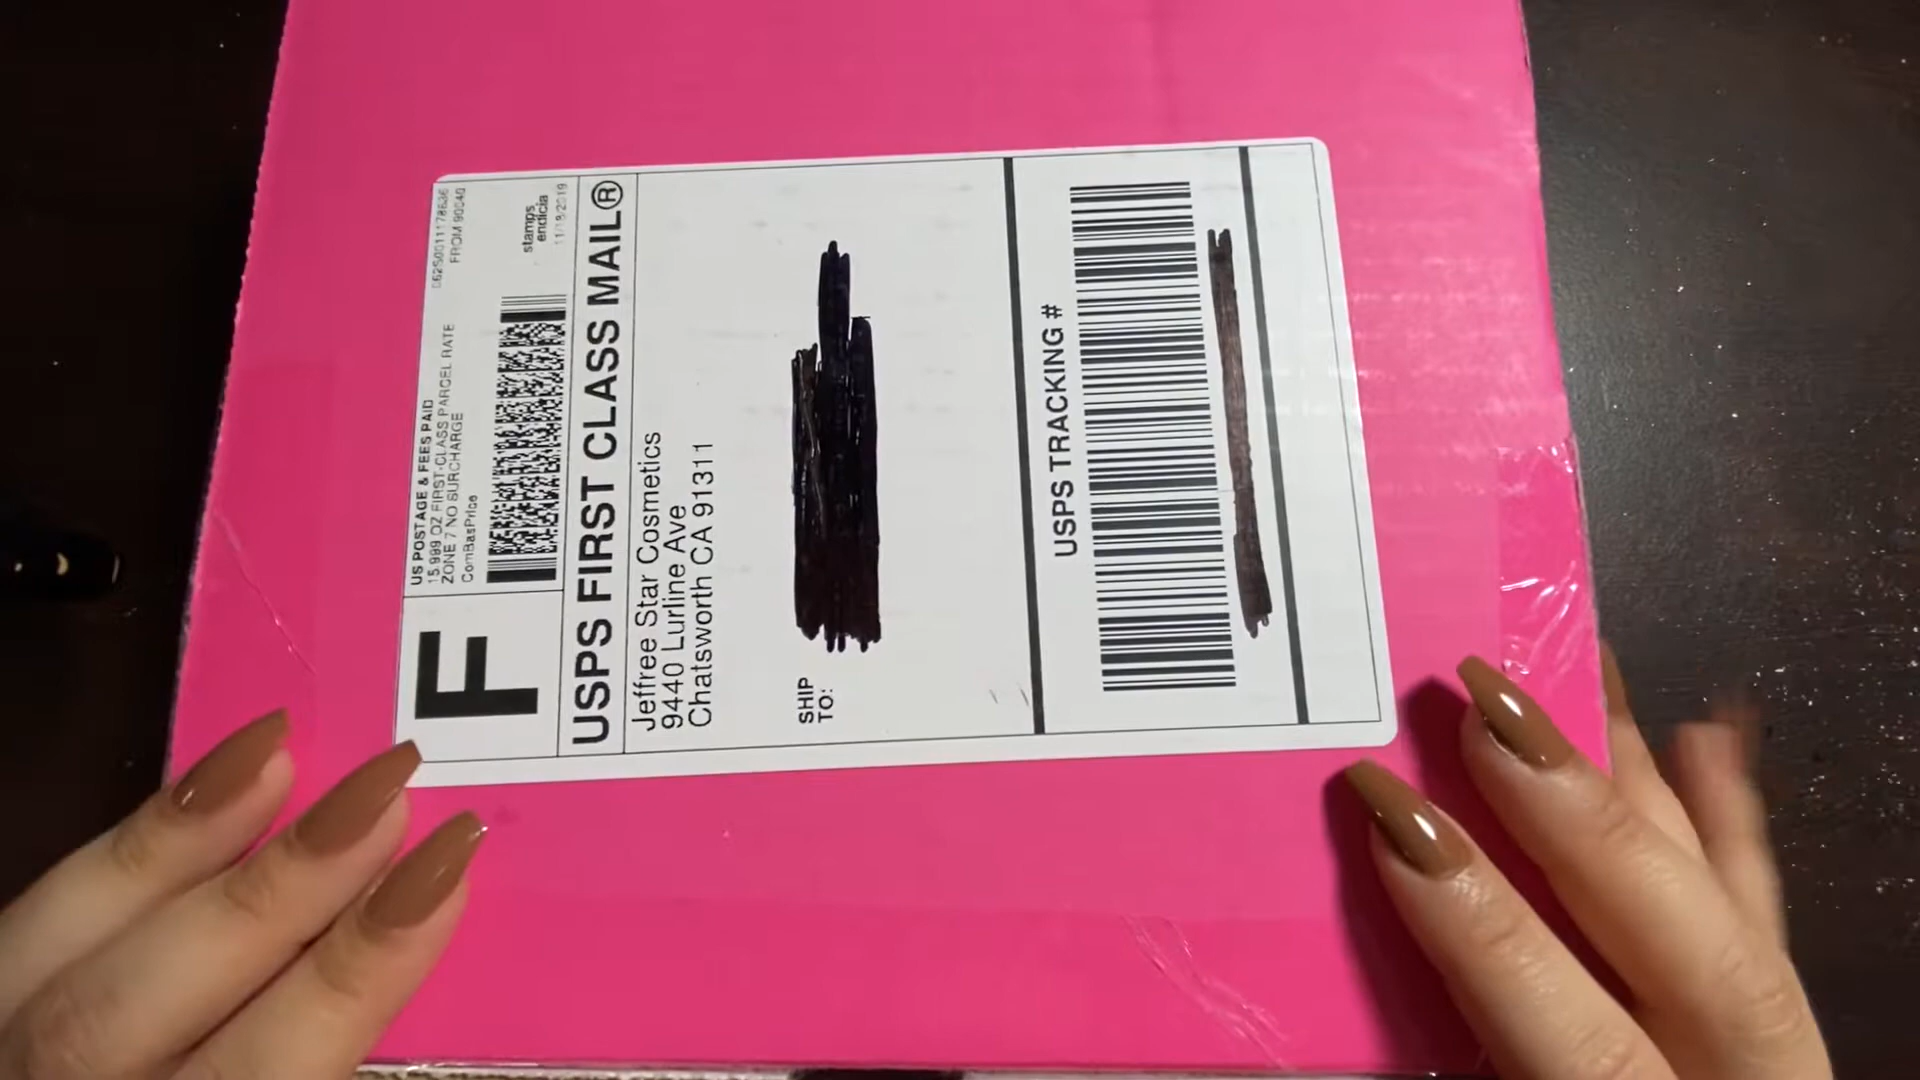 F
US POSTAGE & FEES PAID
15.999 OZ FIRST-CLASS PARCEL RATE
ZONE 7 NO SURCHARGE
ComBasPrice
062S0011178636
FROM 90040
stamps
endicia
11/18/2019
USPS FIRST CLASS MAIL®
Jeffree Star Cosmetics
9440 Lurline Ave
Chatsworth CA 91311
SHIP
TO:
USPS TRACKING #